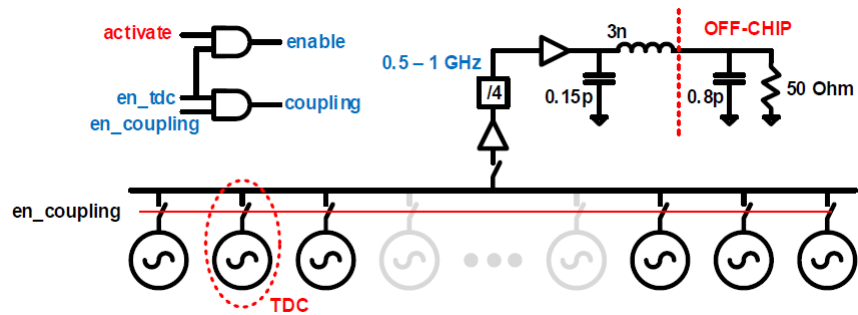 activate
enable
en_tdc
en_coupling
coupling
0.5 – 1 GHz
/4
3n
OFF-CHIP
0.15p
0.8p
50 Ohm
en_coupling
TDC